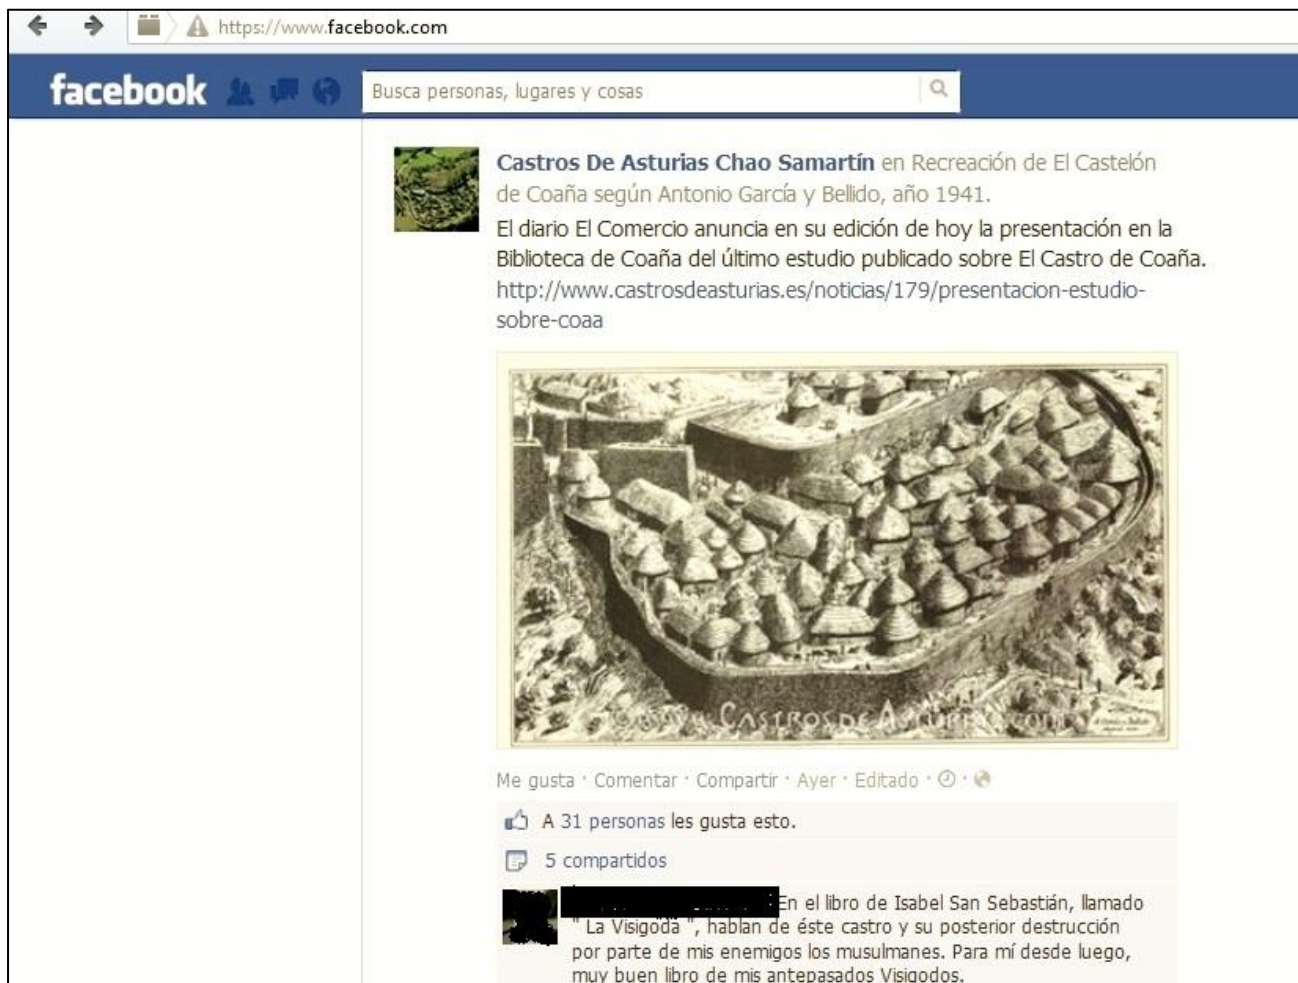 https://www.facebook.com
facebook
Busca personas, lugares y cosas
Castros De Asturias Chao Samartín en Recreación de El Castelón
de Coaña según Antonio García y Bellido, año 1941.
El diario El Comercio anuncia en su edición de hoy la presentación en la
Biblioteca de Coaña del último estudio publicado sobre El Castro de Coaña.
http://www.castrosdeasturias.es/noticias/179/presentacion-estudio-
sobre-coaa
www.CASTROSDEASTURIAS.com
Me gusta · Comentar · Compartir · Ayer · Editado
A 31 personas les gusta esto.
5 compartidos
En el libro de Isabel San Sebastián, llamado
" La Visigoda ", hablan de éste castro y su posterior destrucción
por parte de mis enemigos los musulmanes. Para mí desde luego,
muy buen libro de mis antepasados Visigodos.